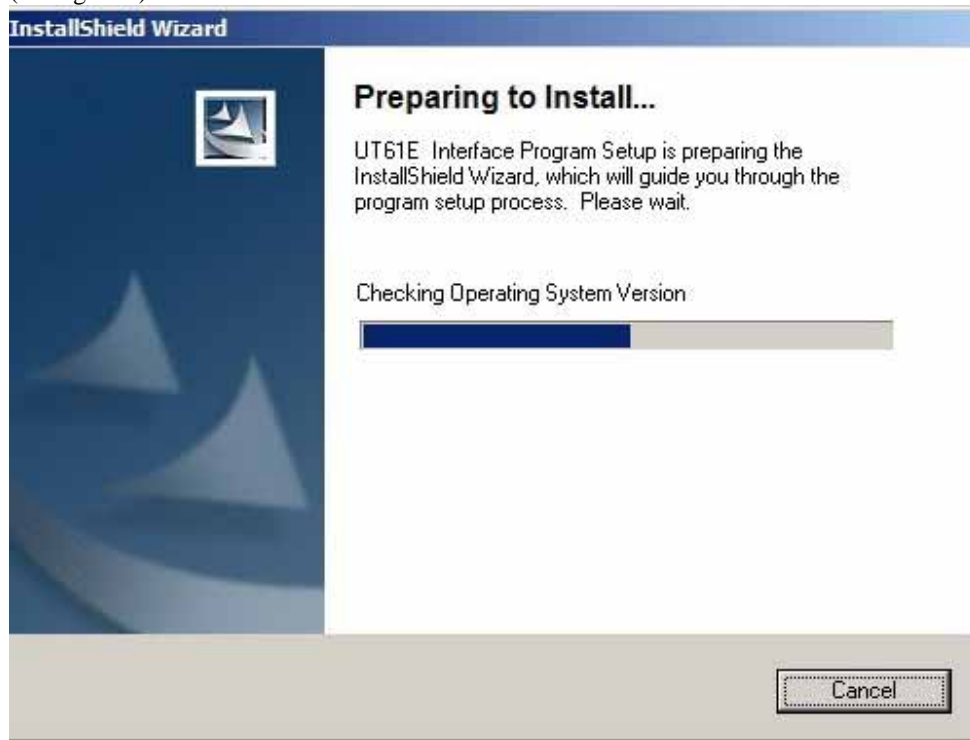 InstallShield Wizard
Preparing to Install...
UT61E Interface Program Setup is preparing the
InstallShield Wizard, which will guide you through the
program setup process. Please wait.
Checking Operating System Version
Cancel